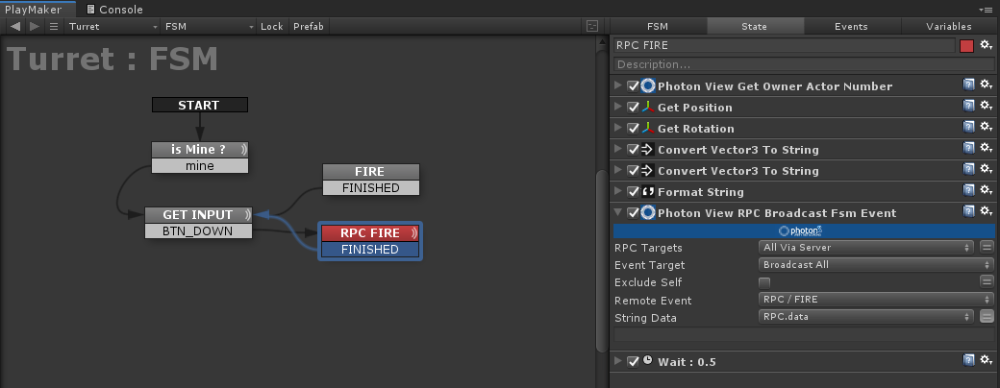 PlayMaker
Console
Turret
FSM
Lock
Prefab
Turret : FSM
START
is Mine ?
mine
FIRE
FINISHED
GET INPUT
BTN_DOWN
RPC FIRE
FINISHED
FSM
State
Events
Variables
RPC FIRE
Description...
Photon View Get Owner Actor Number
Get Position
Get Rotation
Convert Vector3 To String
Convert Vector3 To String
Format String
Photon View RPC Broadcast Fsm Event
photon
RPC Targets
All Via Server
Event Target
Broadcast All
Exclude Self
Remote Event
RPC / FIRE
String Data
RPC.data
Wait : 0.5